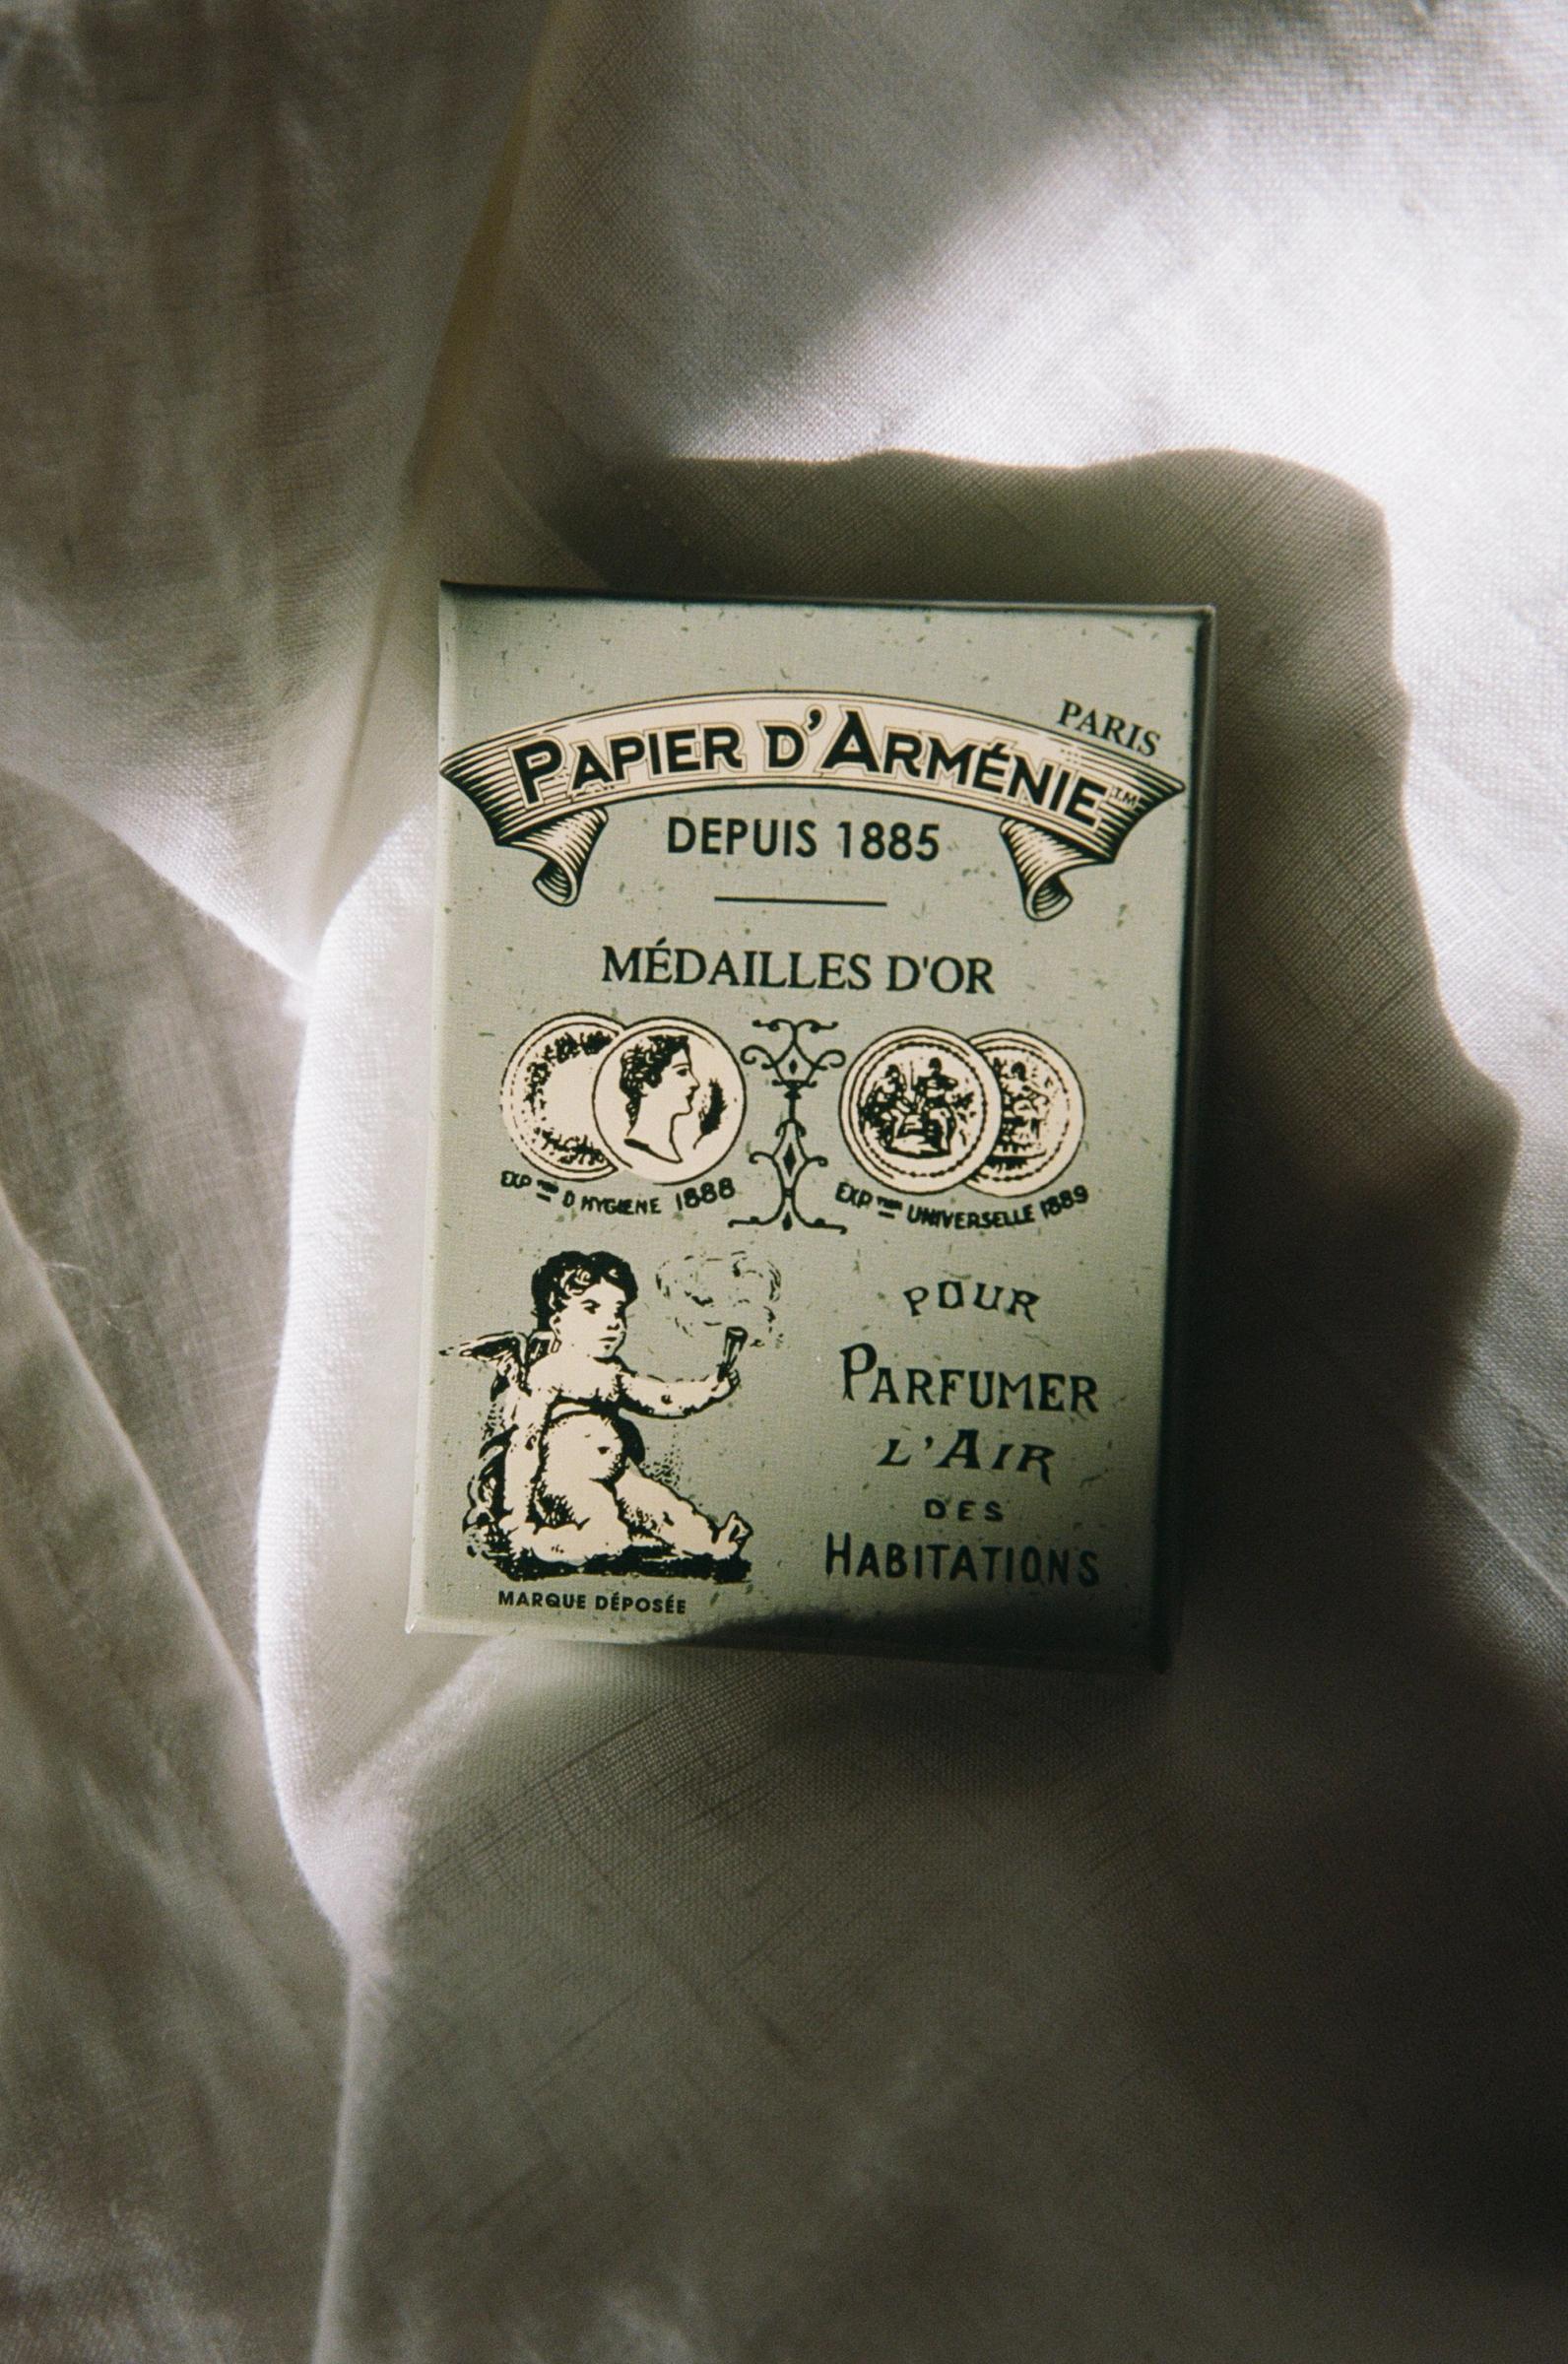 PARIS
PAPIER D'ARMÉNIE TM
DEPUIS 1885
MÉDAILLES D'OR
EXP D HYGIENE 1888
EXP UNIVERSELLE 1889
POUR
PARFUMER
L'AIR
DES
HABITATIONS
MARQUE DÉPOSÉE